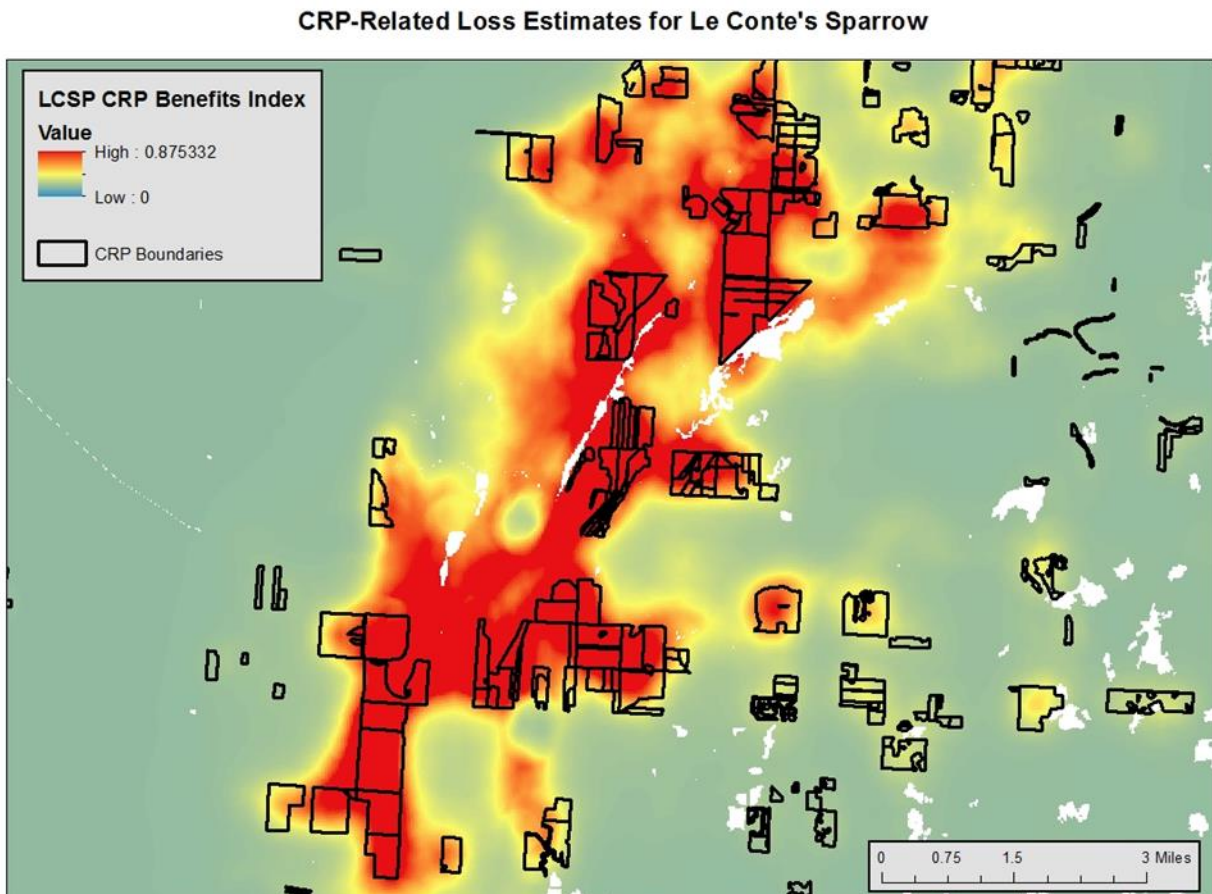 CRP-Related Loss Estimates for Le Conte's Sparrow
LCSP CRP Benefits Index
Value
High : 0.875332
Low : 0
CRP Boundaries
0 0.75 1.5 3 Miles